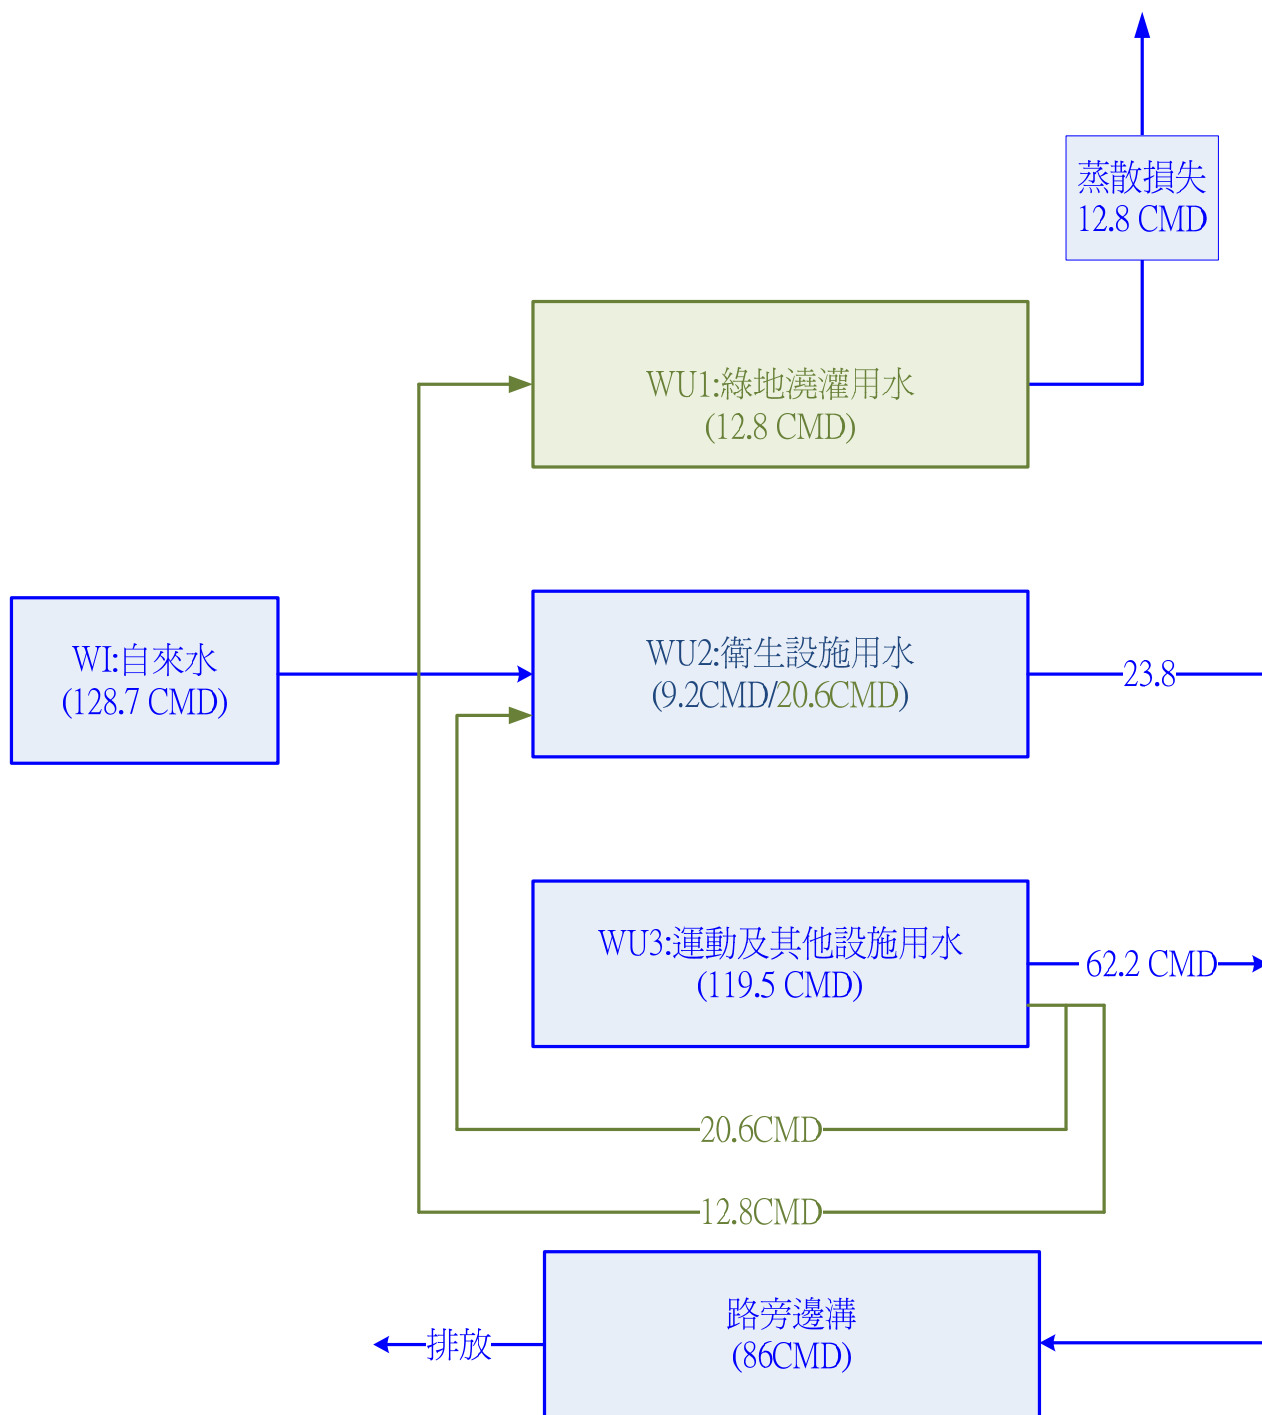 蒸散損失
12.8 CMD
WU1:綠地澆灌用水
(12.8 CMD)
WI:自來水
(128.7 CMD)
WU2:衛生設施用水
(9.2CMD/20.6CMD)
23.8
WU3:運動及其他設施用水
(119.5 CMD)
62.2 CMD
20.6CMD
12.8CMD
路旁邊溝
(86CMD)
排放